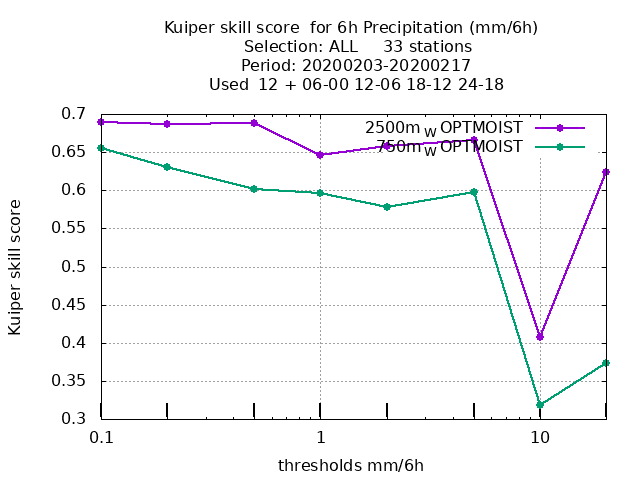 Kuiper skill score  for 6h Precipitation (mm/6h)
Selection: ALL     33 stations
Period: 20200203-20200217
Used  12 + 06-00 12-06 18-12 24-18
0.7
0.65
0.6
0.55
0.5
0.45
0.4
0.35
0.3
Kuiper skill score
2500m W OPTMOIST
750m W OPTMOIST
0.1
1
10
thresholds mm/6h